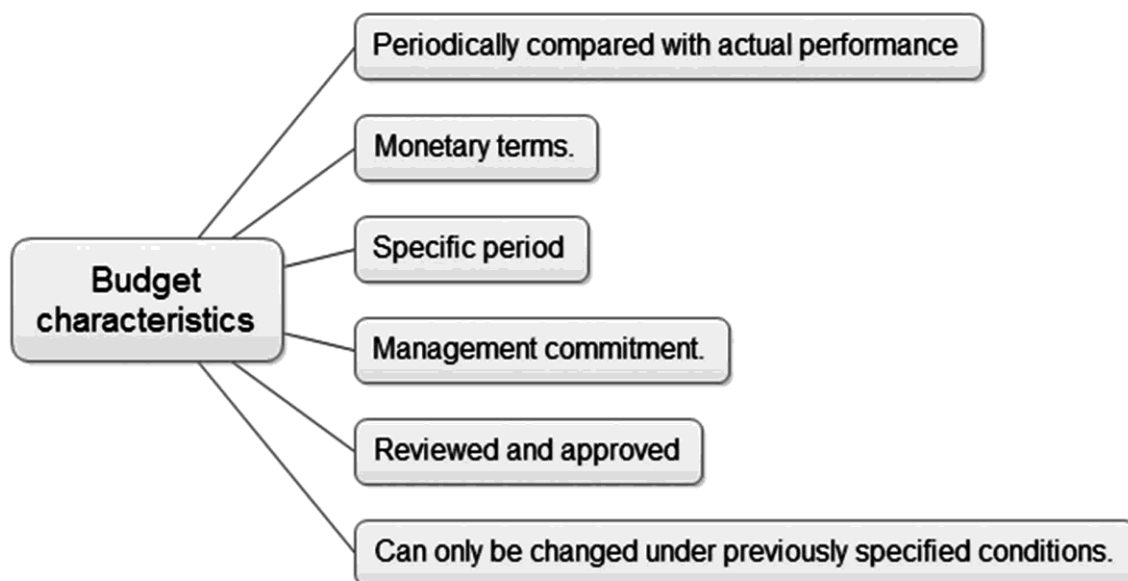 Periodically compared with actual performance
Monetary terms.
Specific period
Budget
characteristics
Management commitment.
Reviewed and approved
Can only be changed under previously specified conditions.